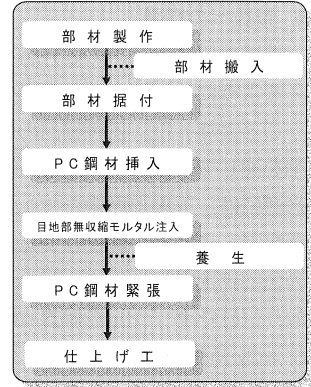 部材製作
部材搬入
部材据付
PC鋼材挿入
目地部無収縮モルタル注入
養生
PC鋼材緊張
仕上げ工